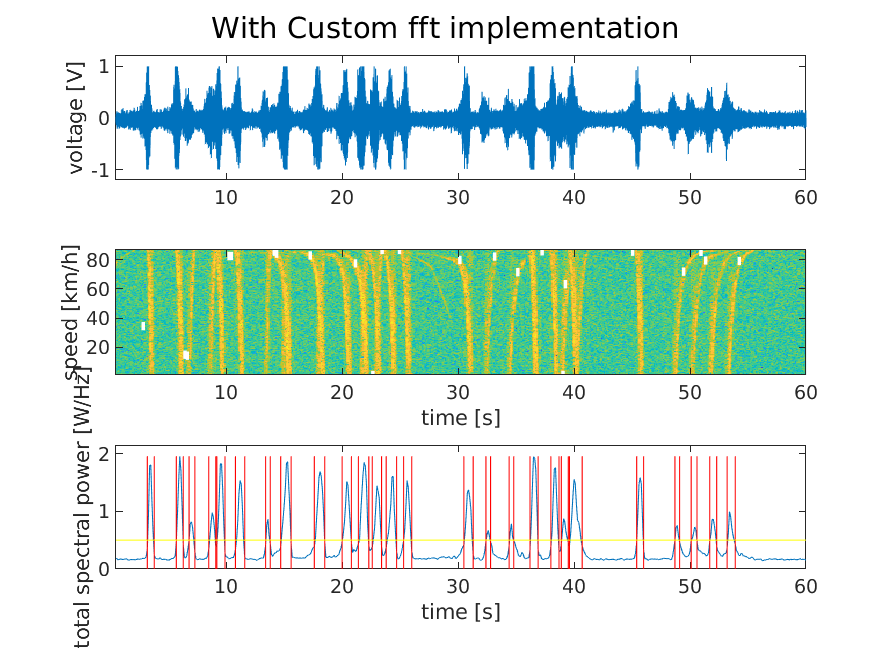 With Custom fft implementation
voltage [V]
1
0
-1
10 20 30 40 50 60
speed [km/h]
80
60
40
20
10 20 30 40 50 60
time [s]
total spectral power [W/Hz]
2
1
0
10 20 30 40 50 60
time [s]